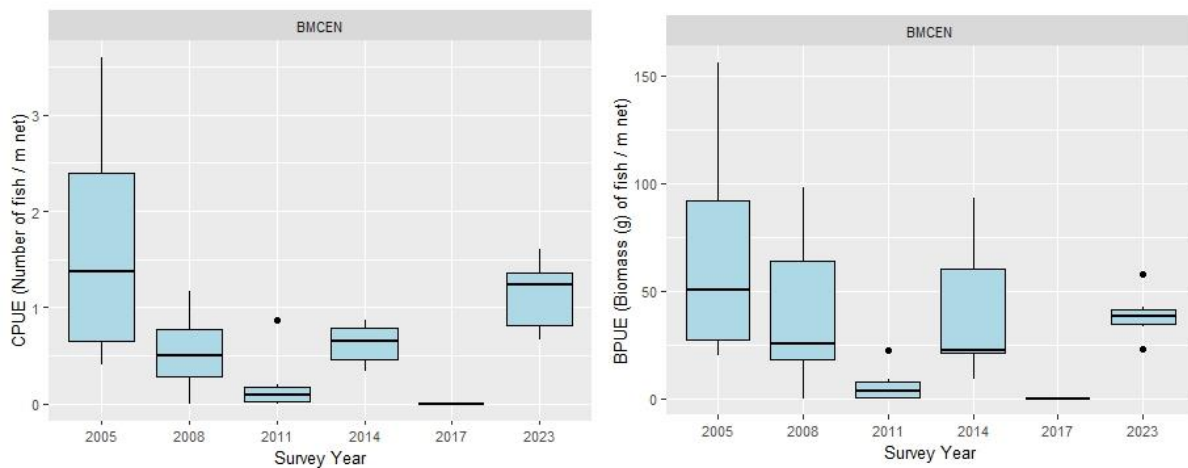 BMCEN
CPUE (Number of fish / m net)
3
2
1
0
2005 2008 2011 2014 2017 2023
Survey Year
BMCEN
BPUE (Biomass (g) of fish / m net)
150
100
50
0
2005 2008 2011 2014 2017 2023
Survey Year